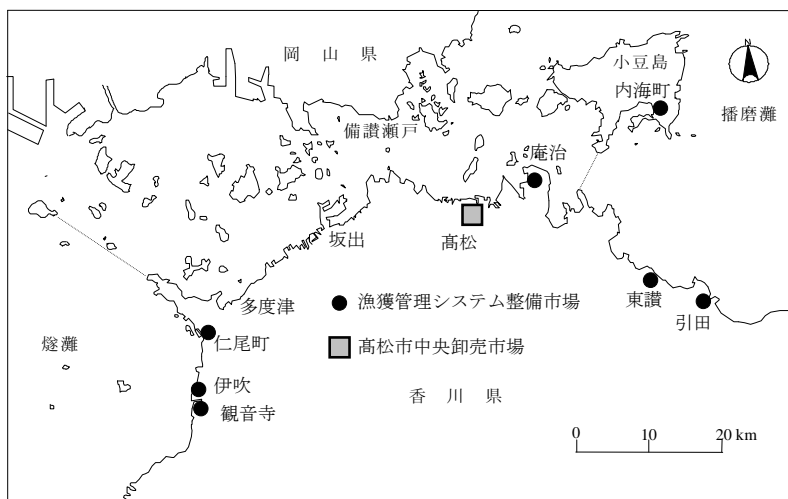 岡山県
小豆島
N
内海町
播磨灘
備讃瀬戸
庵治
髙松
坂出
東讃
引田
多度津
漁獲管理システム整備市場
仁尾町
髙松市中央卸売市場
燧灘
伊吹
香川県
観音寺
0 10 20 km